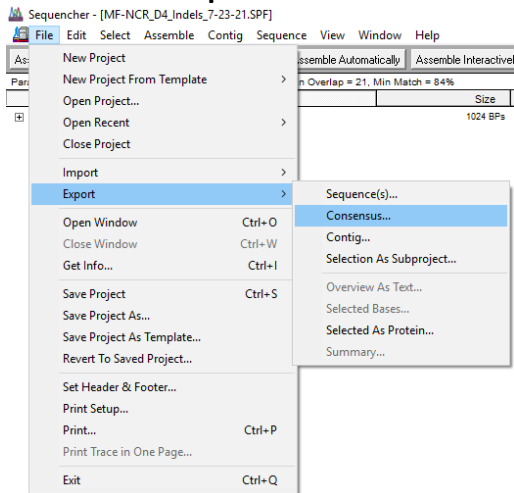 Sequencher - [MF-NCR_D4_Indels_7-23-21.SPF]
File Edit Select Assemble Contig Sequence View Window Help
Assemble Automatically Assemble Interactivel
n Overlap = 21, Min Match = 84%
Size
1024 BPs
New Project
New Project From Template >
Open Project...
Open Recent >
Close Project
Import >
Export >
Open Window Ctrl+O
Close Window Ctrl+W
Get Info... Ctrl+I
Save Project Ctrl+S
Save Project As...
Save Project As Template...
Revert To Saved Project...
Set Header & Footer...
Print Setup...
Print... Ctrl+P
Print Trace in One Page...
Exit Ctrl+Q
Sequence(s)...
Consensus...
Contig...
Selection As Subproject...
Overview As Text...
Selected Bases...
Selected As Protein...
Summary...